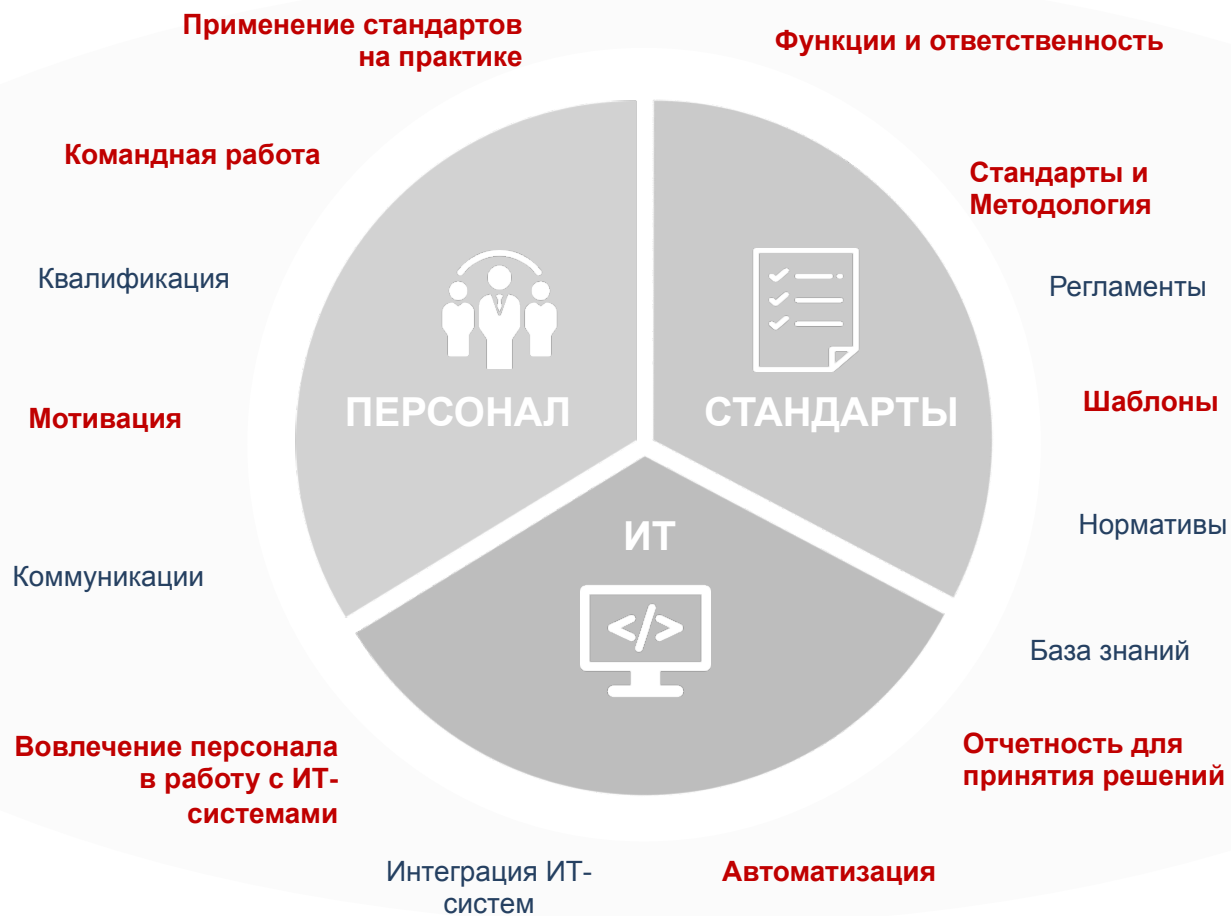 Применение стандартов
на практике
Функции и ответственность
Командная работа
Стандарты и
Методология
Квалификация
Регламенты
ПЕРСОНАЛ
СТАНДАРТЫ
Мотивация
Шаблоны
ИТ
Нормативы
Коммуникации
</>
База знаний
Вовлечение персонала
в работу с ИТ-
системами
Отчетность для
принятия решений
Интеграция ИТ-
систем
Автоматизация